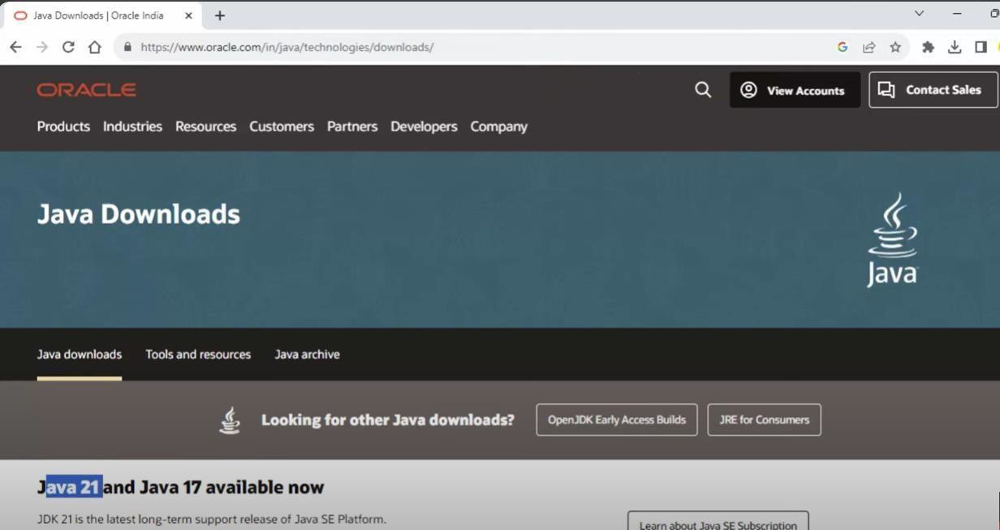 Java Downloads | Oracle India
https://www.oracle.com/in/java/technologies/downloads/
ORACLE
View Accounts
Contact Sales
Products Industries Resources Customers Partners Developers Company
Java Downloads
Java
Java downloads Tools and resources Java archive
Looking for other Java downloads? OpenJDK Early Access Builds JRE for Consumers
Java 21 and Java 17 available now
JDK 21 is the latest long-term support release of Java SE Platform.
Learn about Java SE Subscription